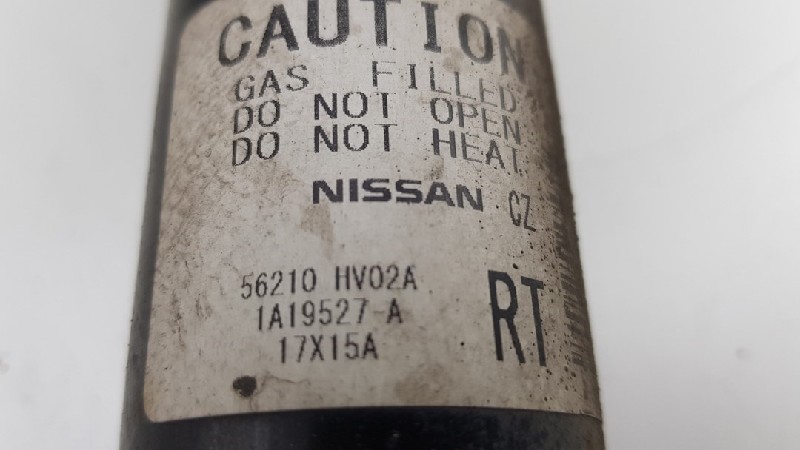 CAUTION
GAS FILLED
DO NOT OPEN
DO NOT HEAT
NISSAN CZ
56210 HV02A
1A19527-A
17X15A
RT